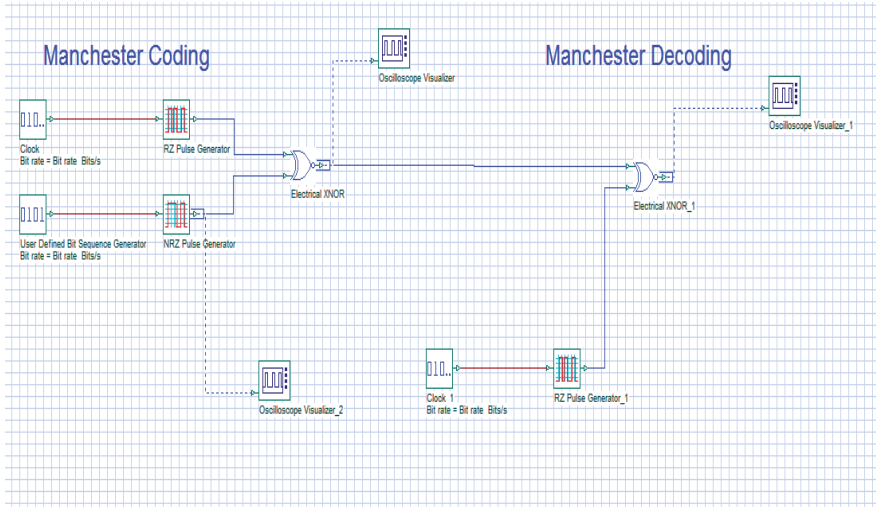 Manchester Coding
Manchester Decoding
Oscilloscope Visualizer
Oscilloscope Visualizer_1
Clock
Bit rate = Bit rate Bits/s
RZ Pulse Generator
Electrical XNOR
Electrical XNOR_1
User Defined Bit Sequence Generator
Bit rate = Bit rate Bits/s
NRZ Pulse Generator
Oscilloscope Visualizer_2
Clock 1
Bit rate = Bit rate Bits/s
RZ Pulse Generator_1